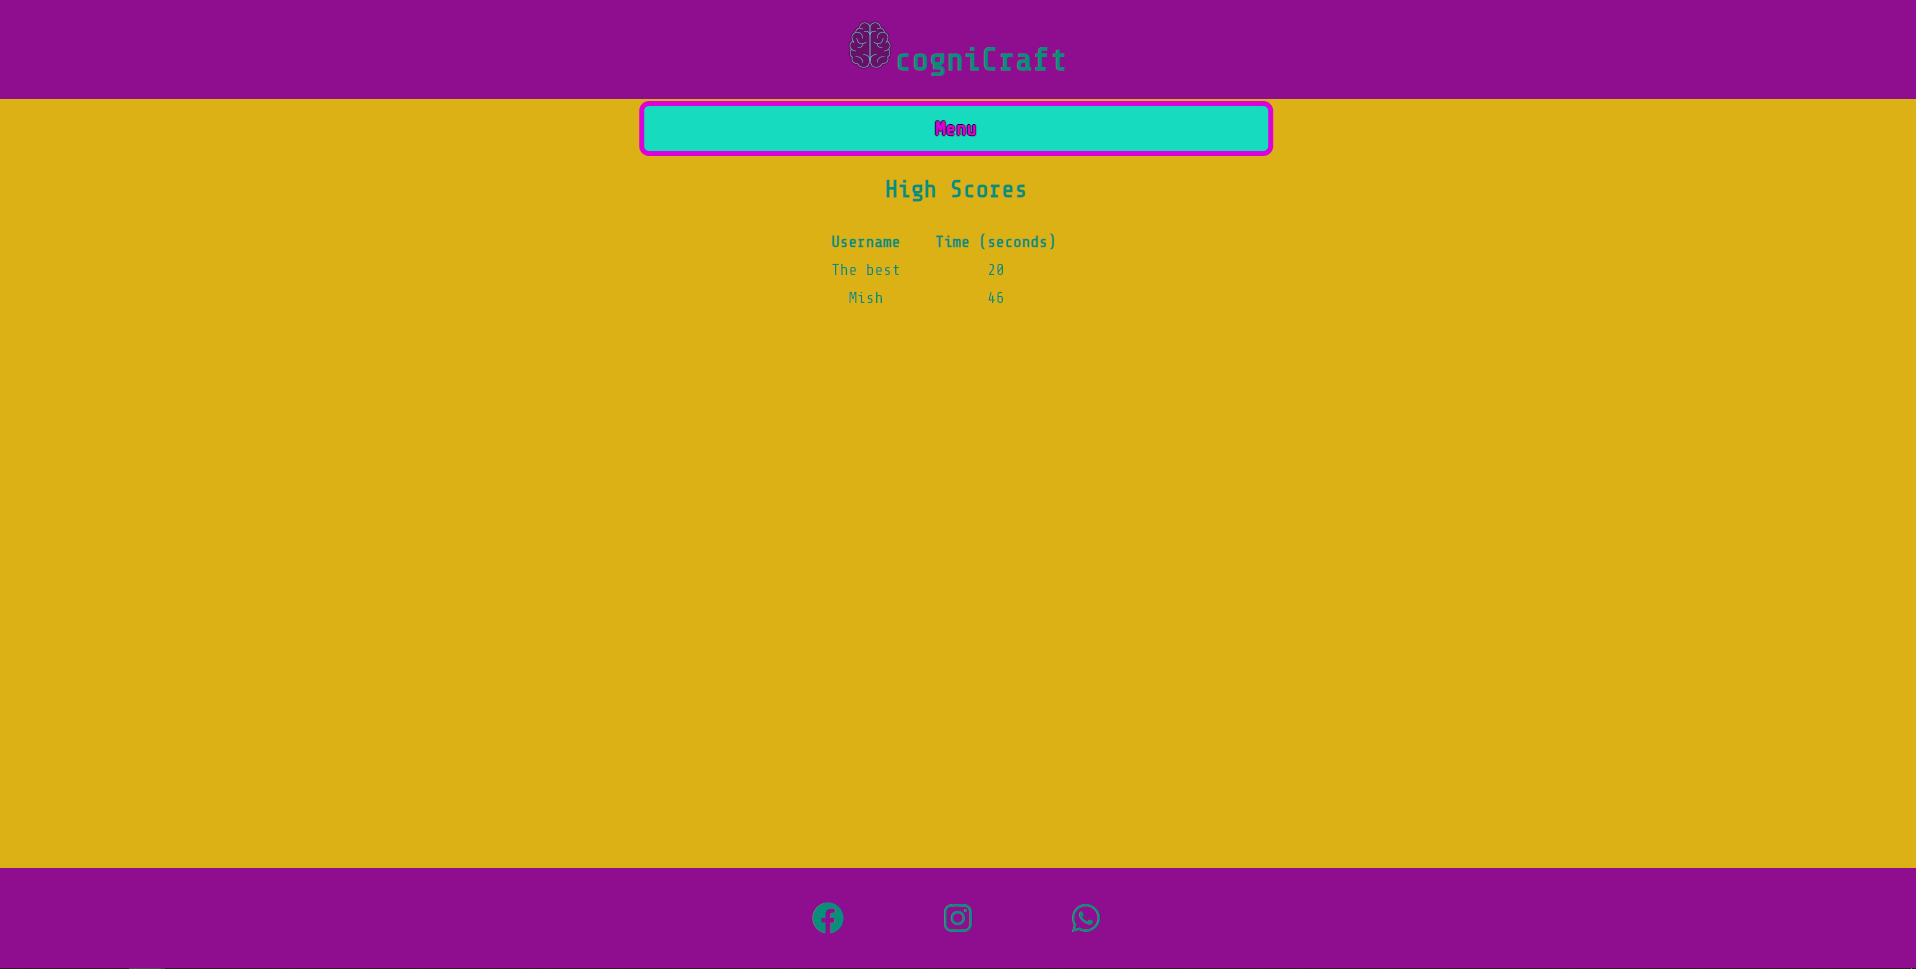 cogniCraft
Menu
High Scores
Username Time (seconds)
The best 20
Mish 46